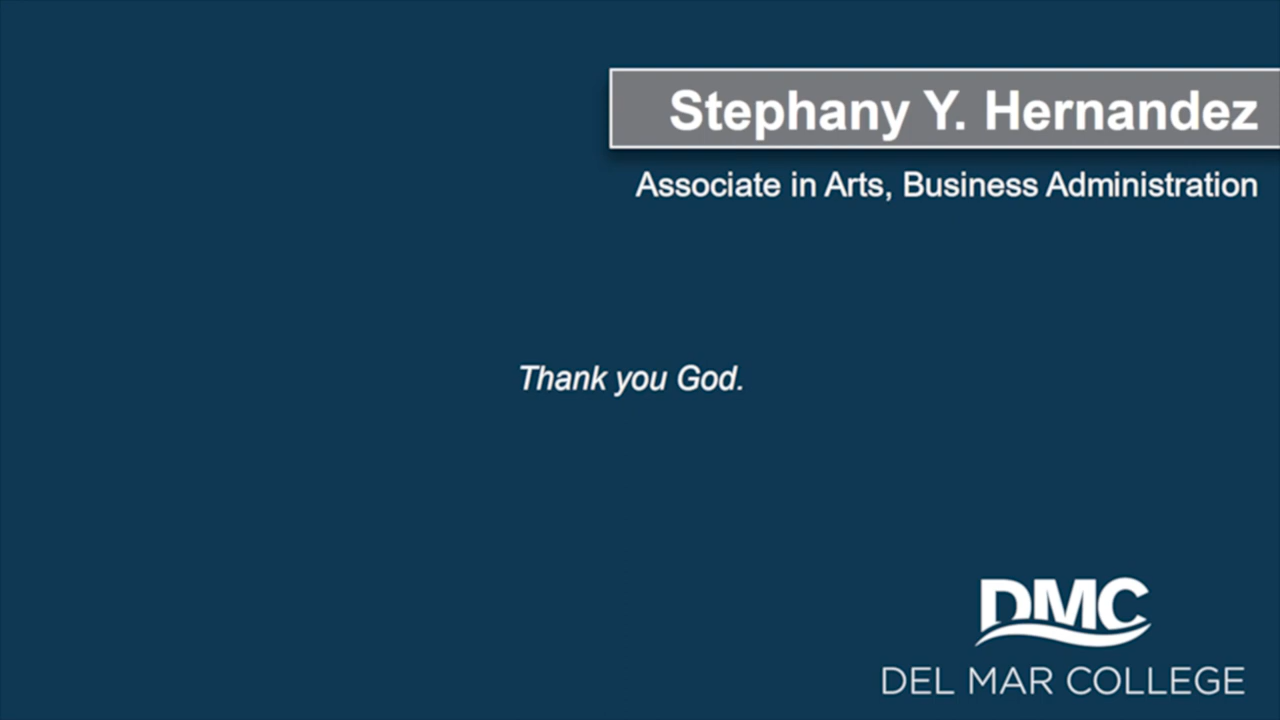 Stephany Y. Hernandez
Associate in Arts, Business Administration
Thank you God.
DMC
DEL MAR COLLEGE